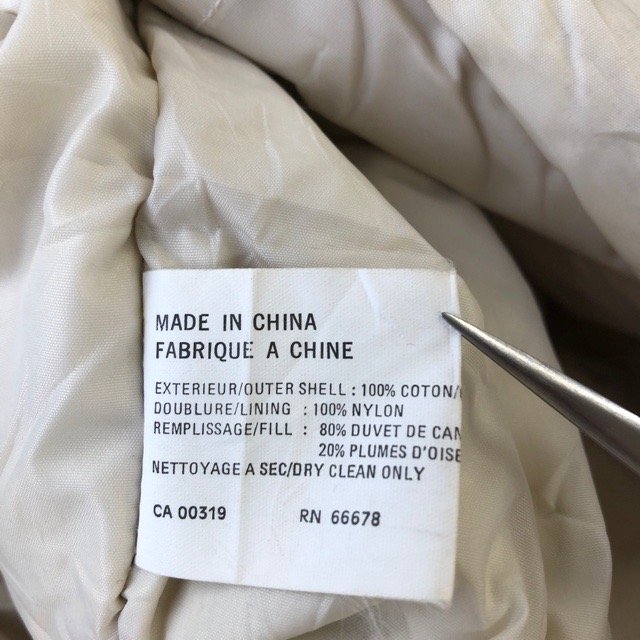 MADE IN CHINA
FABRIQUE A CHINE
EXTERIEUR/OUTER SHELL : 100% COTON/
DOUBLURE/LINING : 100% NYLON
REMPLISSAGE/FILL : 80% DUVET DE CAN
20% PLUMES D'OISE
NETTOYAGE A SEC/DRY CLEAN ONLY
CA 00319 RN 66678